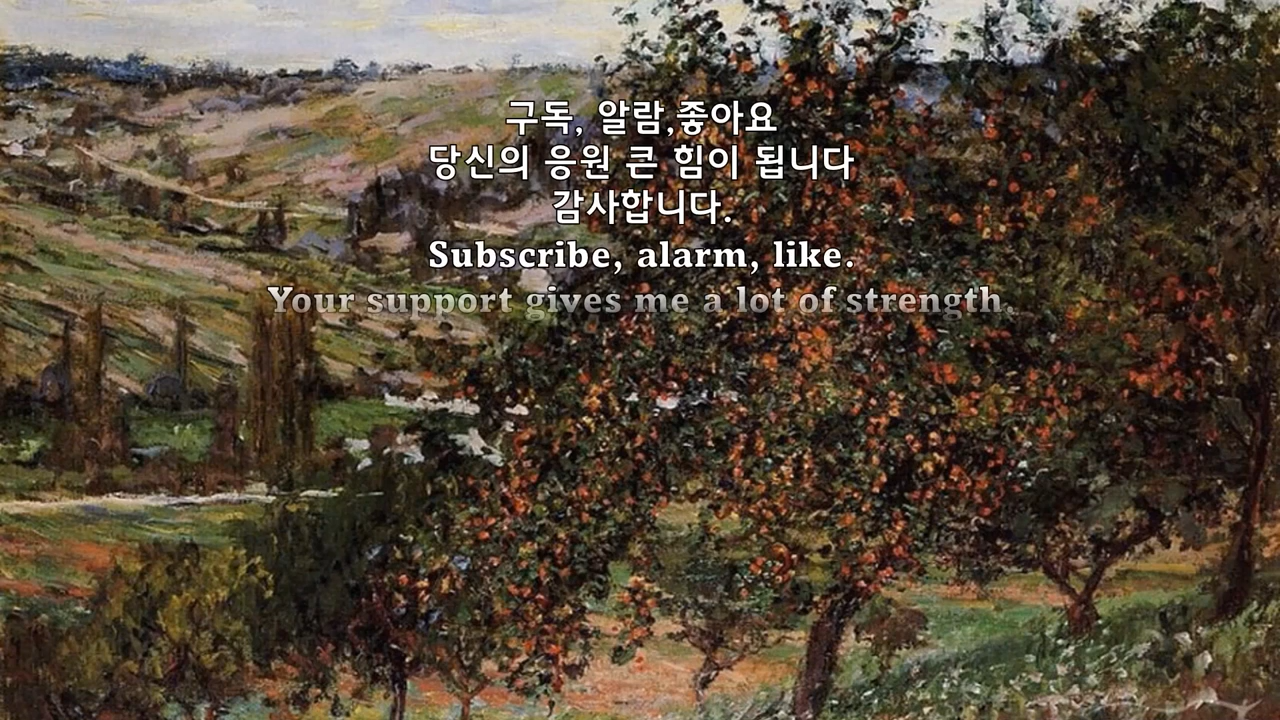 구독, 알람,좋아요
당신의 응원 큰 힘이 됩니다
감사합니다.
Subscribe, alarm, like.
Your support gives me a lot of strength.